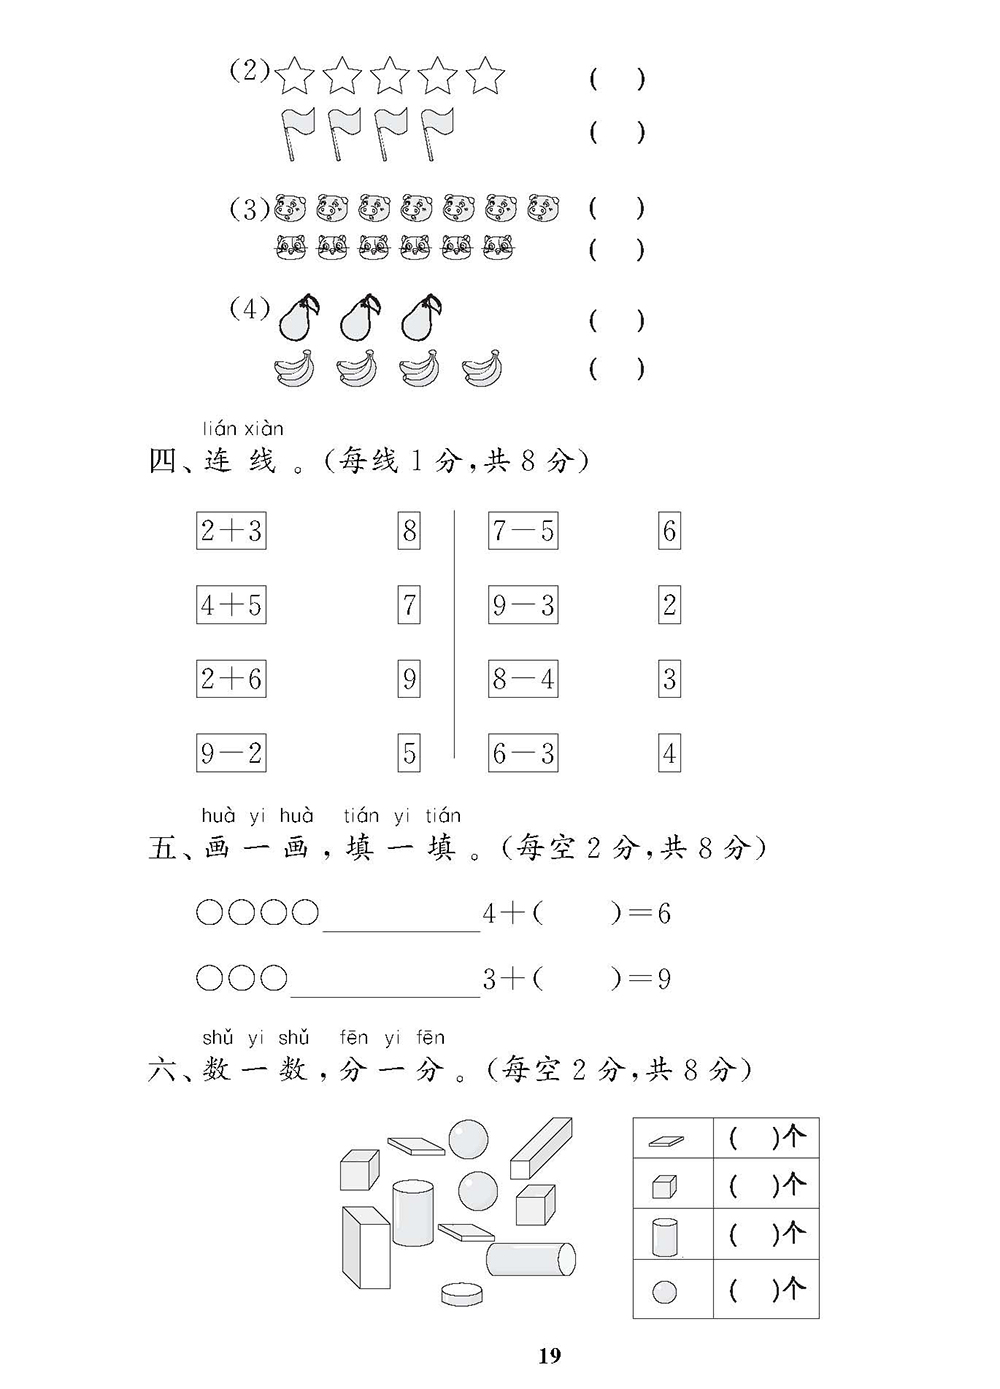 (2) (  )
(  )
(3) (  )
(  )
(4) (  )
(  )
lián xiàn
四、连 线 。(每线1分,共8分)
2+3 8 7-5 6
4+5 7 9-3 2
2+6 9 8-4 3
9-2 5 6-3 4
huà yi huà tián yi tián
五、画 一 画,填 一 填 。(每空2分,共8分)
○○○○__________4+(  )=6
○○○____________3+(  )=9
shǔ yi shǔ fēn yi fēn
六、数 一 数,分 一 分 。(每空2分,共8分)
(  )个
(  )个
(  )个
(  )个
19